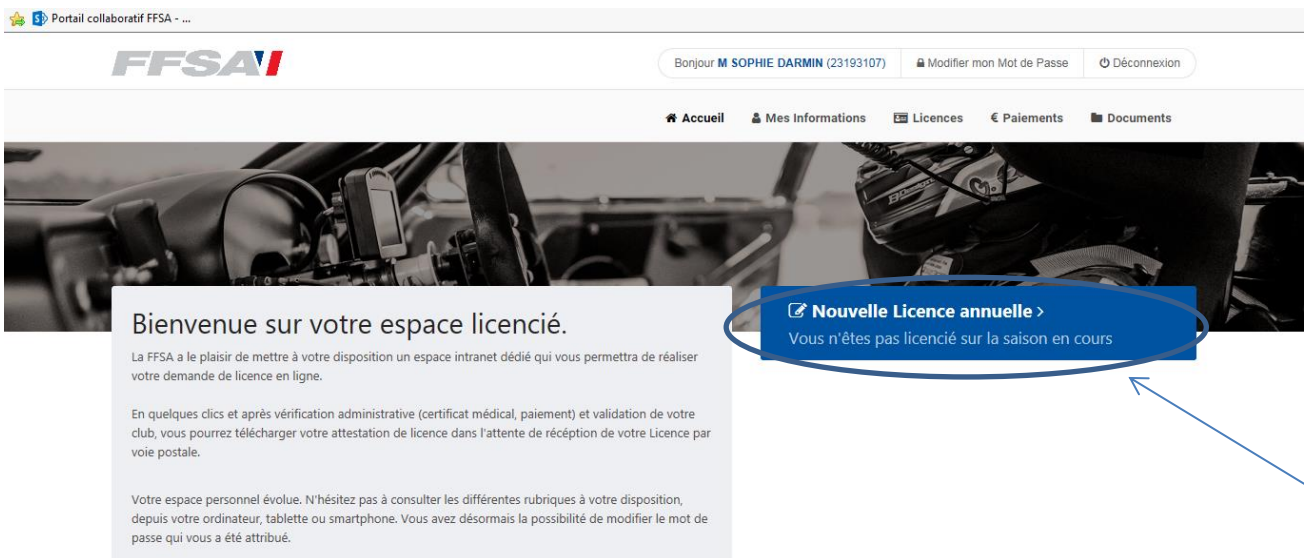 Portail collaboratif FFSA - ...
FFSA
Bonjour M SOPHIE DARMIN (23193107) Modifier mon Mot de Passe Déconnexion
Accueil Mes Informations Licences € Paiements Documents
Nouvelle Licence annuelle >
Vous n'êtes pas licencié sur la saison en cours
Bienvenue sur votre espace licencié.
La FFSA a le plaisir de mettre à votre disposition un espace intranet dédié qui vous permettra de réaliser
votre demande de licence en ligne.
En quelques clics et après vérification administrative (certificat médical, paiement) et validation de votre
club, vous pourrez télécharger votre attestation de licence dans l'attente de récéption de votre Licence par
voie postale.
Votre espace personnel évolue. N'hésitez pas à consulter les différentes rubriques à votre disposition,
depuis votre ordinateur, tablette ou smartphone. Vous avez désormais la possibilité de modifier le mot de
passe qui vous a été attribué.